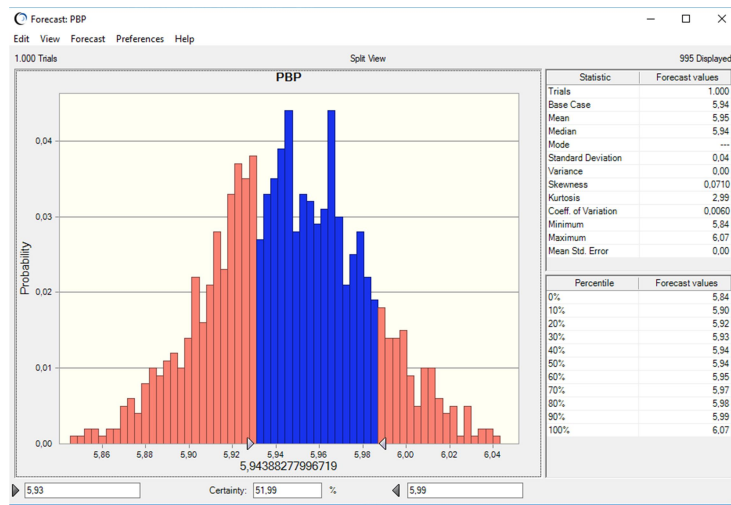 Forecast: PBP
Edit View Forecast Preferences Help
1.000 Trials Split View 995 Displayed
PBP
Probability
0,04
0,03
0,02
0,01
0,00
5,86 5,88 5,90 5,92 5,94 5,96 5,98 6,00 6,02 6,04
5,94388277996719
Statistic Forecast values
Trials 1.000
Base Case 5,94
Mean 5,95
Median 5,94
Mode ---
Standard Deviation 0,04
Variance 0,00
Skewness 0,0710
Kurtosis 2,99
Coeff. of Variation 0,0060
Minimum 5,84
Maximum 6,07
Mean Std. Error 0,00
Percentile Forecast values
0% 5,84
10% 5,90
20% 5,92
30% 5,93
40% 5,94
50% 5,94
60% 5,95
70% 5,97
80% 5,98
90% 5,99
100% 6,07
5,93 Certainty: 51,99 % 5,99